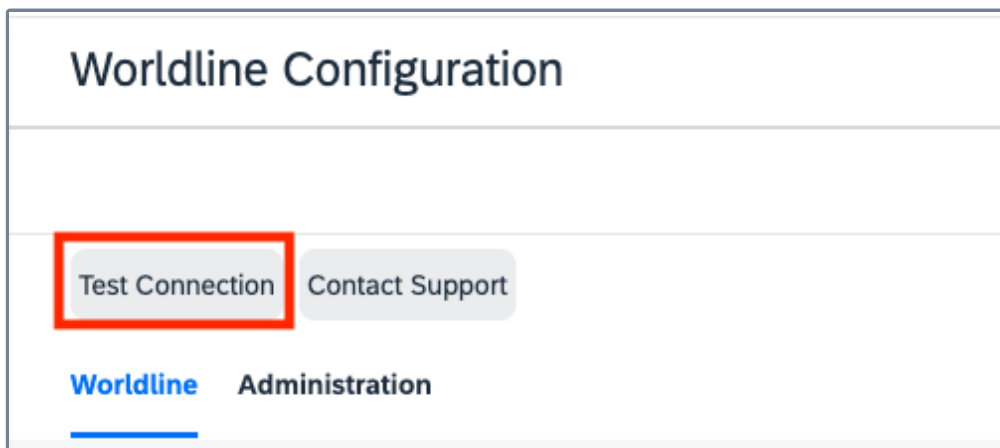 Worldline Configuration
Test Connection Contact Support
Worldline Administration